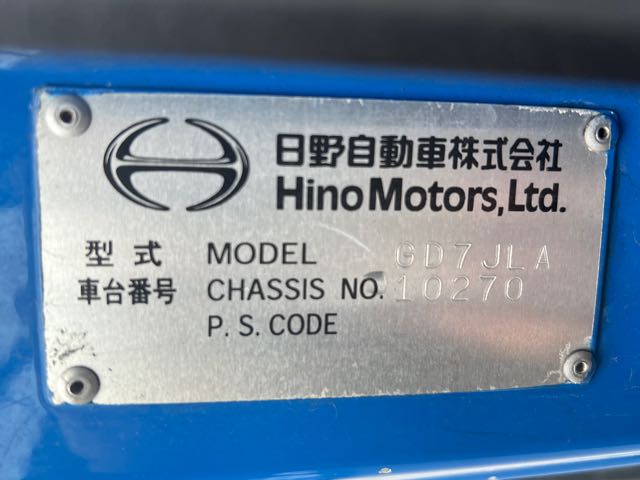 日野自動車株式会社
Hino Motors, Ltd.
型式 MODEL GD7JLA
車台番号 CHASSIS NO. 10270
P. S. CODE